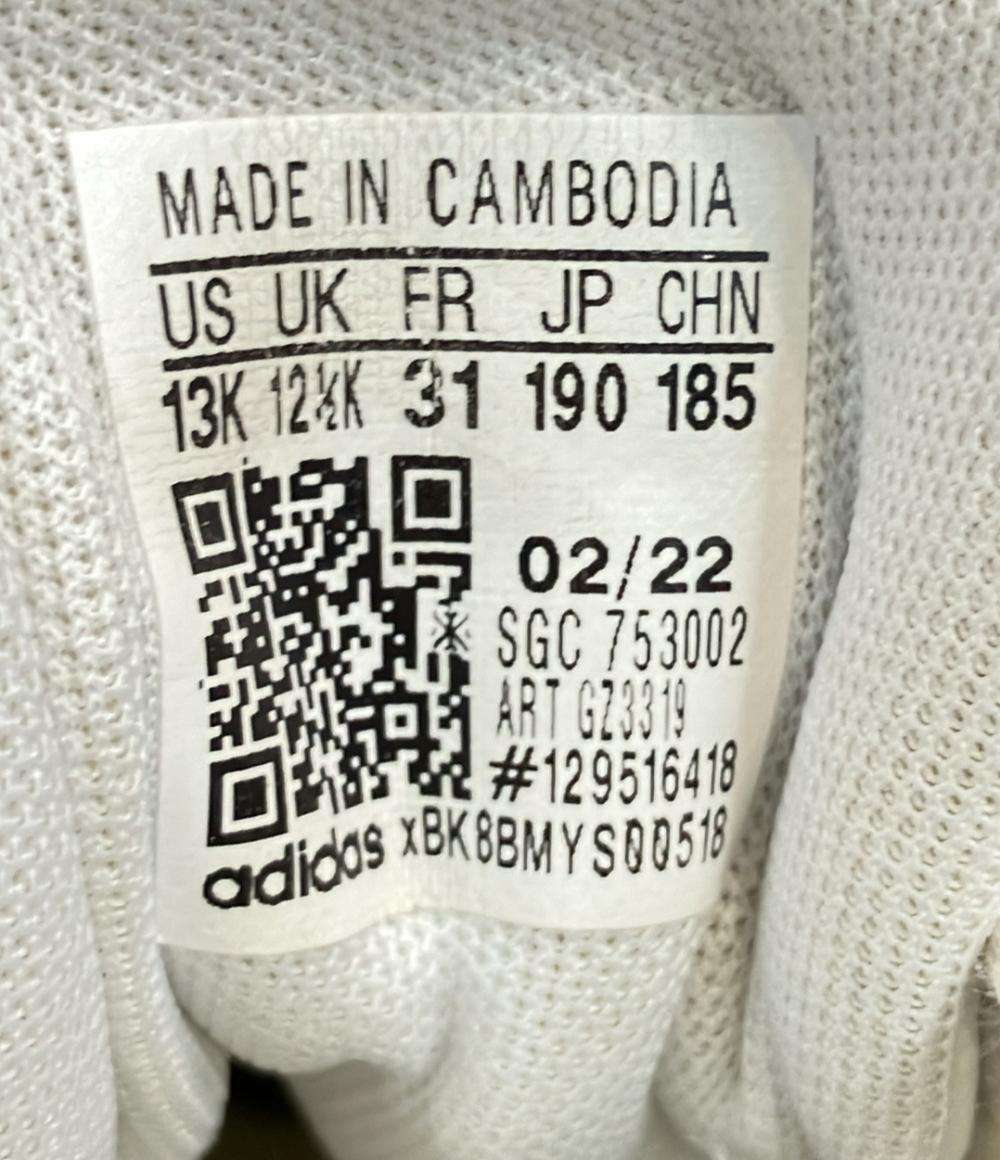 MADE IN CAMBODIA
US UK FR JP CHN
13K 12½K 31 190 185
02/22
SGC 753002
ART GZ3319
#129516418
adidas xBK8BMYS00518